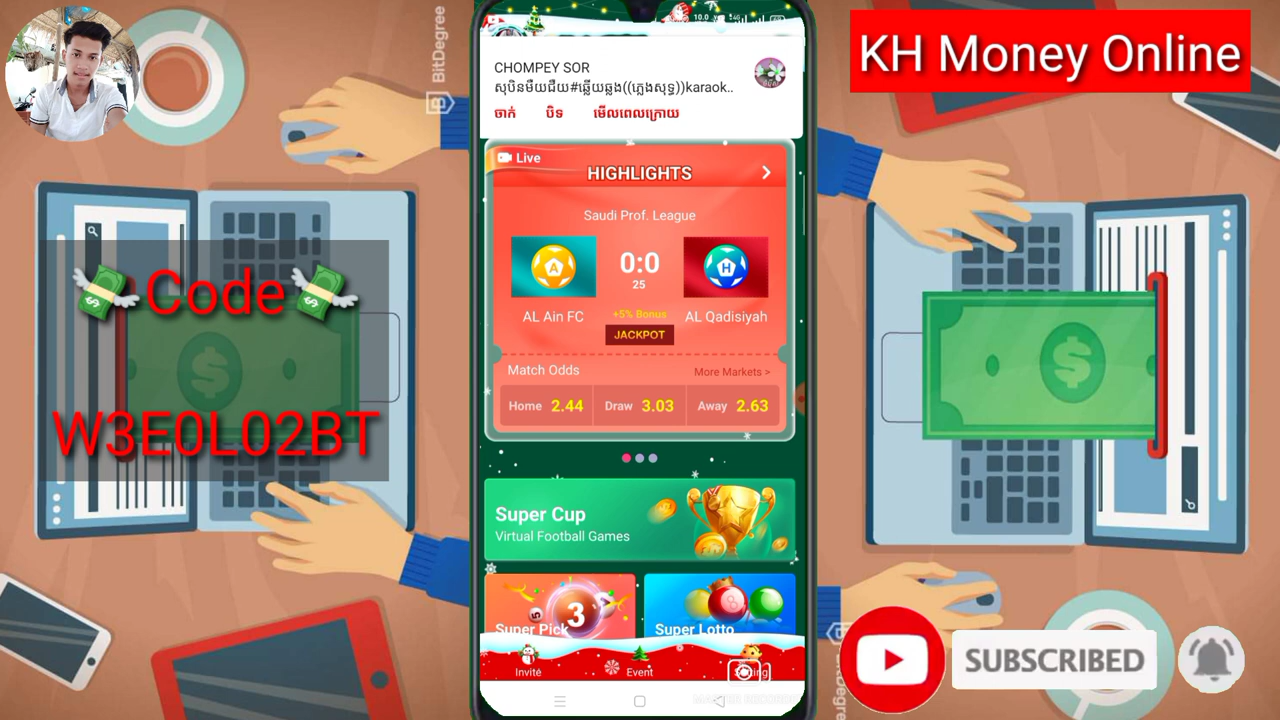 BitDegree
KH Money Online
Code
W3E0L02BT
CHOMPEY SOR
សុបិនមីយជីយ#ឆ្លើយឆ្លង((ភ្លេងសុទ្ធ))karaok..
ចាក់ បិទ មើលពេលក្រោយ
Live
HIGHLIGHTS
Saudi Prof. League
A
0:0
H
25
AL Ain FC
+5% Bonus
AL Qadisiyah
JACKPOT
Match Odds
More Markets >
Home 2.44 Draw 3.03 Away 2.63
Super Cup
Virtual Football Games
3
8
Super Pick
Super Lotto
Invite
Event
SUBSCRIBED